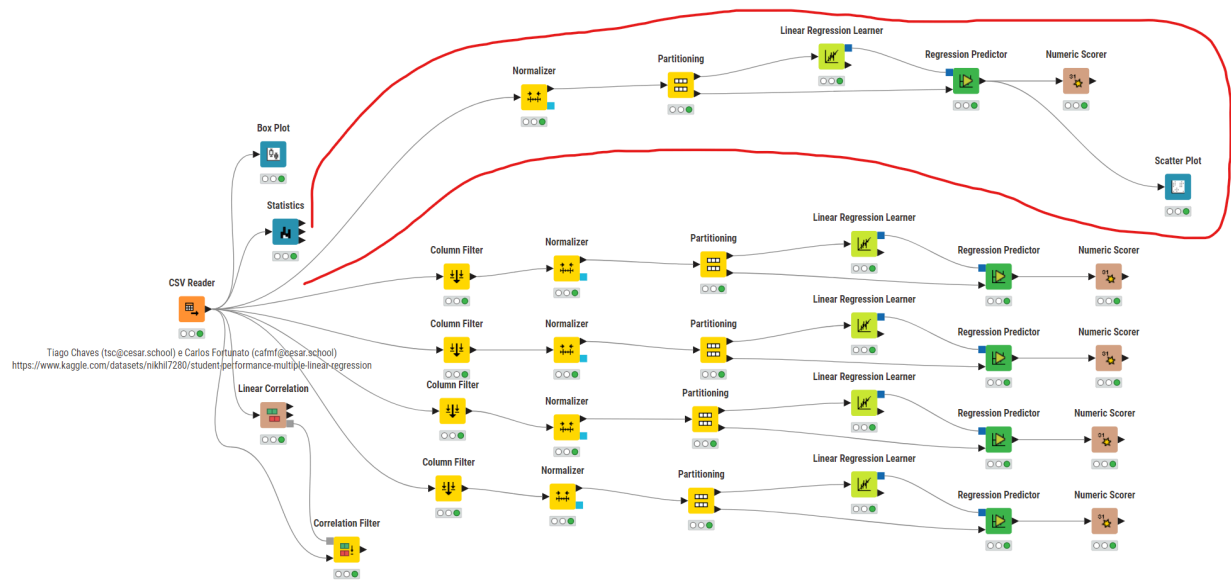 Linear Regression Learner
Partitioning
Regression Predictor
Numeric Scorer
Normalizer
Box Plot
Scatter Plot
Statistics
Linear Regression Learner
Partitioning
Normalizer
Column Filter
Regression Predictor
Numeric Scorer
CSV Reader
Linear Regression Learner
Column Filter
Normalizer
Partitioning
Regression Predictor
Numeric Scorer
Tiago Chaves (tsc@cesar.school) e Carlos Fortunato (cafmf@cesar.school)
https://www.kaggle.com/datasets/nikhil7280/student-performance-multiple-linear-regression
Linear Correlation
Column Filter
Normalizer
Partitioning
Linear Regression Learner
Regression Predictor
Numeric Scorer
Column Filter
Normalizer
Partitioning
Linear Regression Learner
Regression Predictor
Numeric Scorer
Correlation Filter